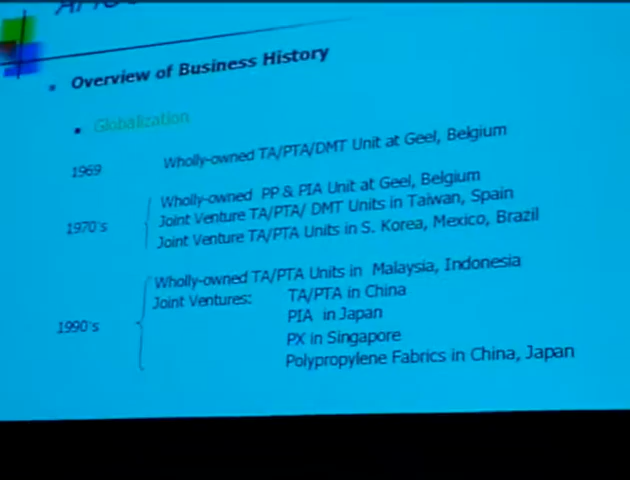 Overview of Business History
Globalization
1969 Wholly-owned TA/PTA/DMT Unit at Geel, Belgium
Wholly-owned PP & PIA Unit at Geel, Belgium
1970's Joint Venture TA/PTA/ DMT Units in Taiwan, Spain
Joint Venture TA/PTA Units in S. Korea, Mexico, Brazil
Wholly-owned TA/PTA Units in Malaysia, Indonesia
Joint Ventures: TA/PTA in China
PIA in Japan
1990's
PX in Singapore
Polypropylene Fabrics in China, Japan